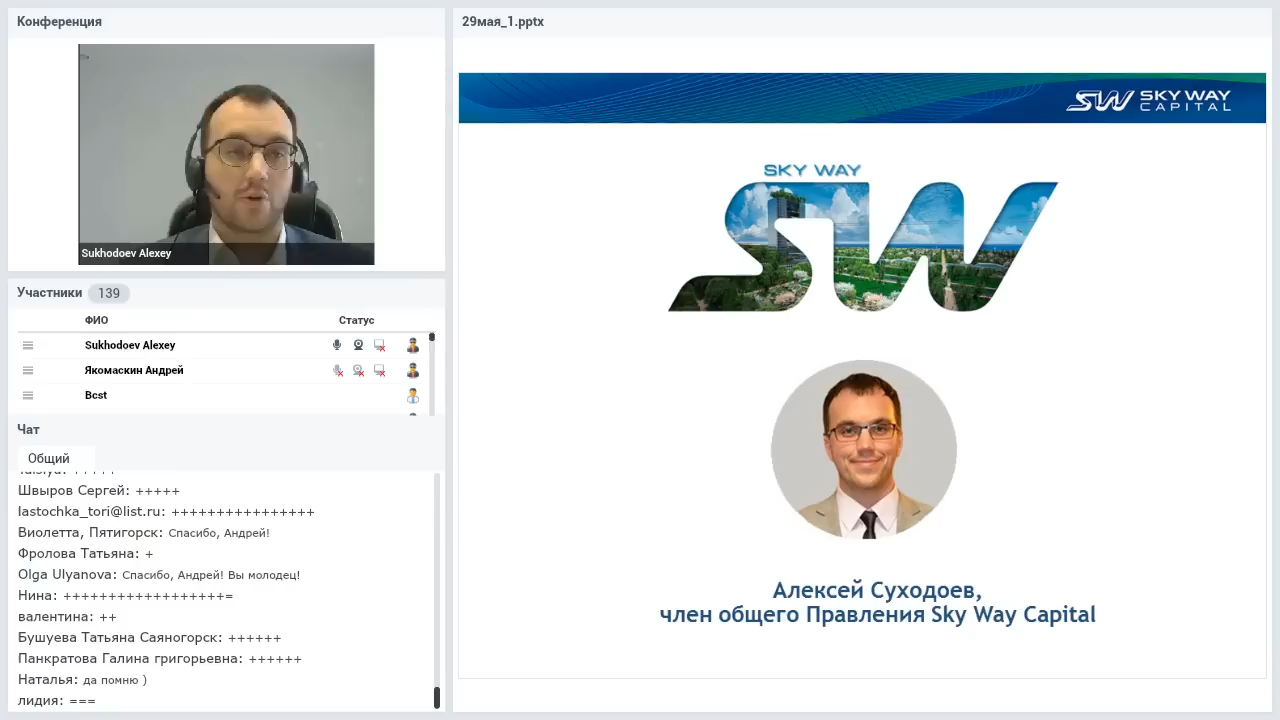 Конференция
Sukhodoev Alexey
Участники 139
ФИО Статус
Sukhodoev Alexey
Якомаскин Андрей
Bcst
Чат
Общий
Швыров Сергей: +++++
lastochka_tori@list.ru: ++++++++++++++++
Виолетта, Пятигорск: Спасибо, Андрей!
Фролова Татьяна: +
Olga Ulyanova: Спасибо, Андрей! Вы молодец!
Нина: ++++++++++++++++++=
валентина: ++
Бушуева Татьяна Саяногорск: ++++++
Панкратова Галина григорьевна: ++++++
Наталья: да помню )
лидия: ===
29мая_1.pptx
SW SKY WAY
CAPITAL
SKY WAY
SW
Алексей Суходоев,
член общего Правления Sky Way Capital